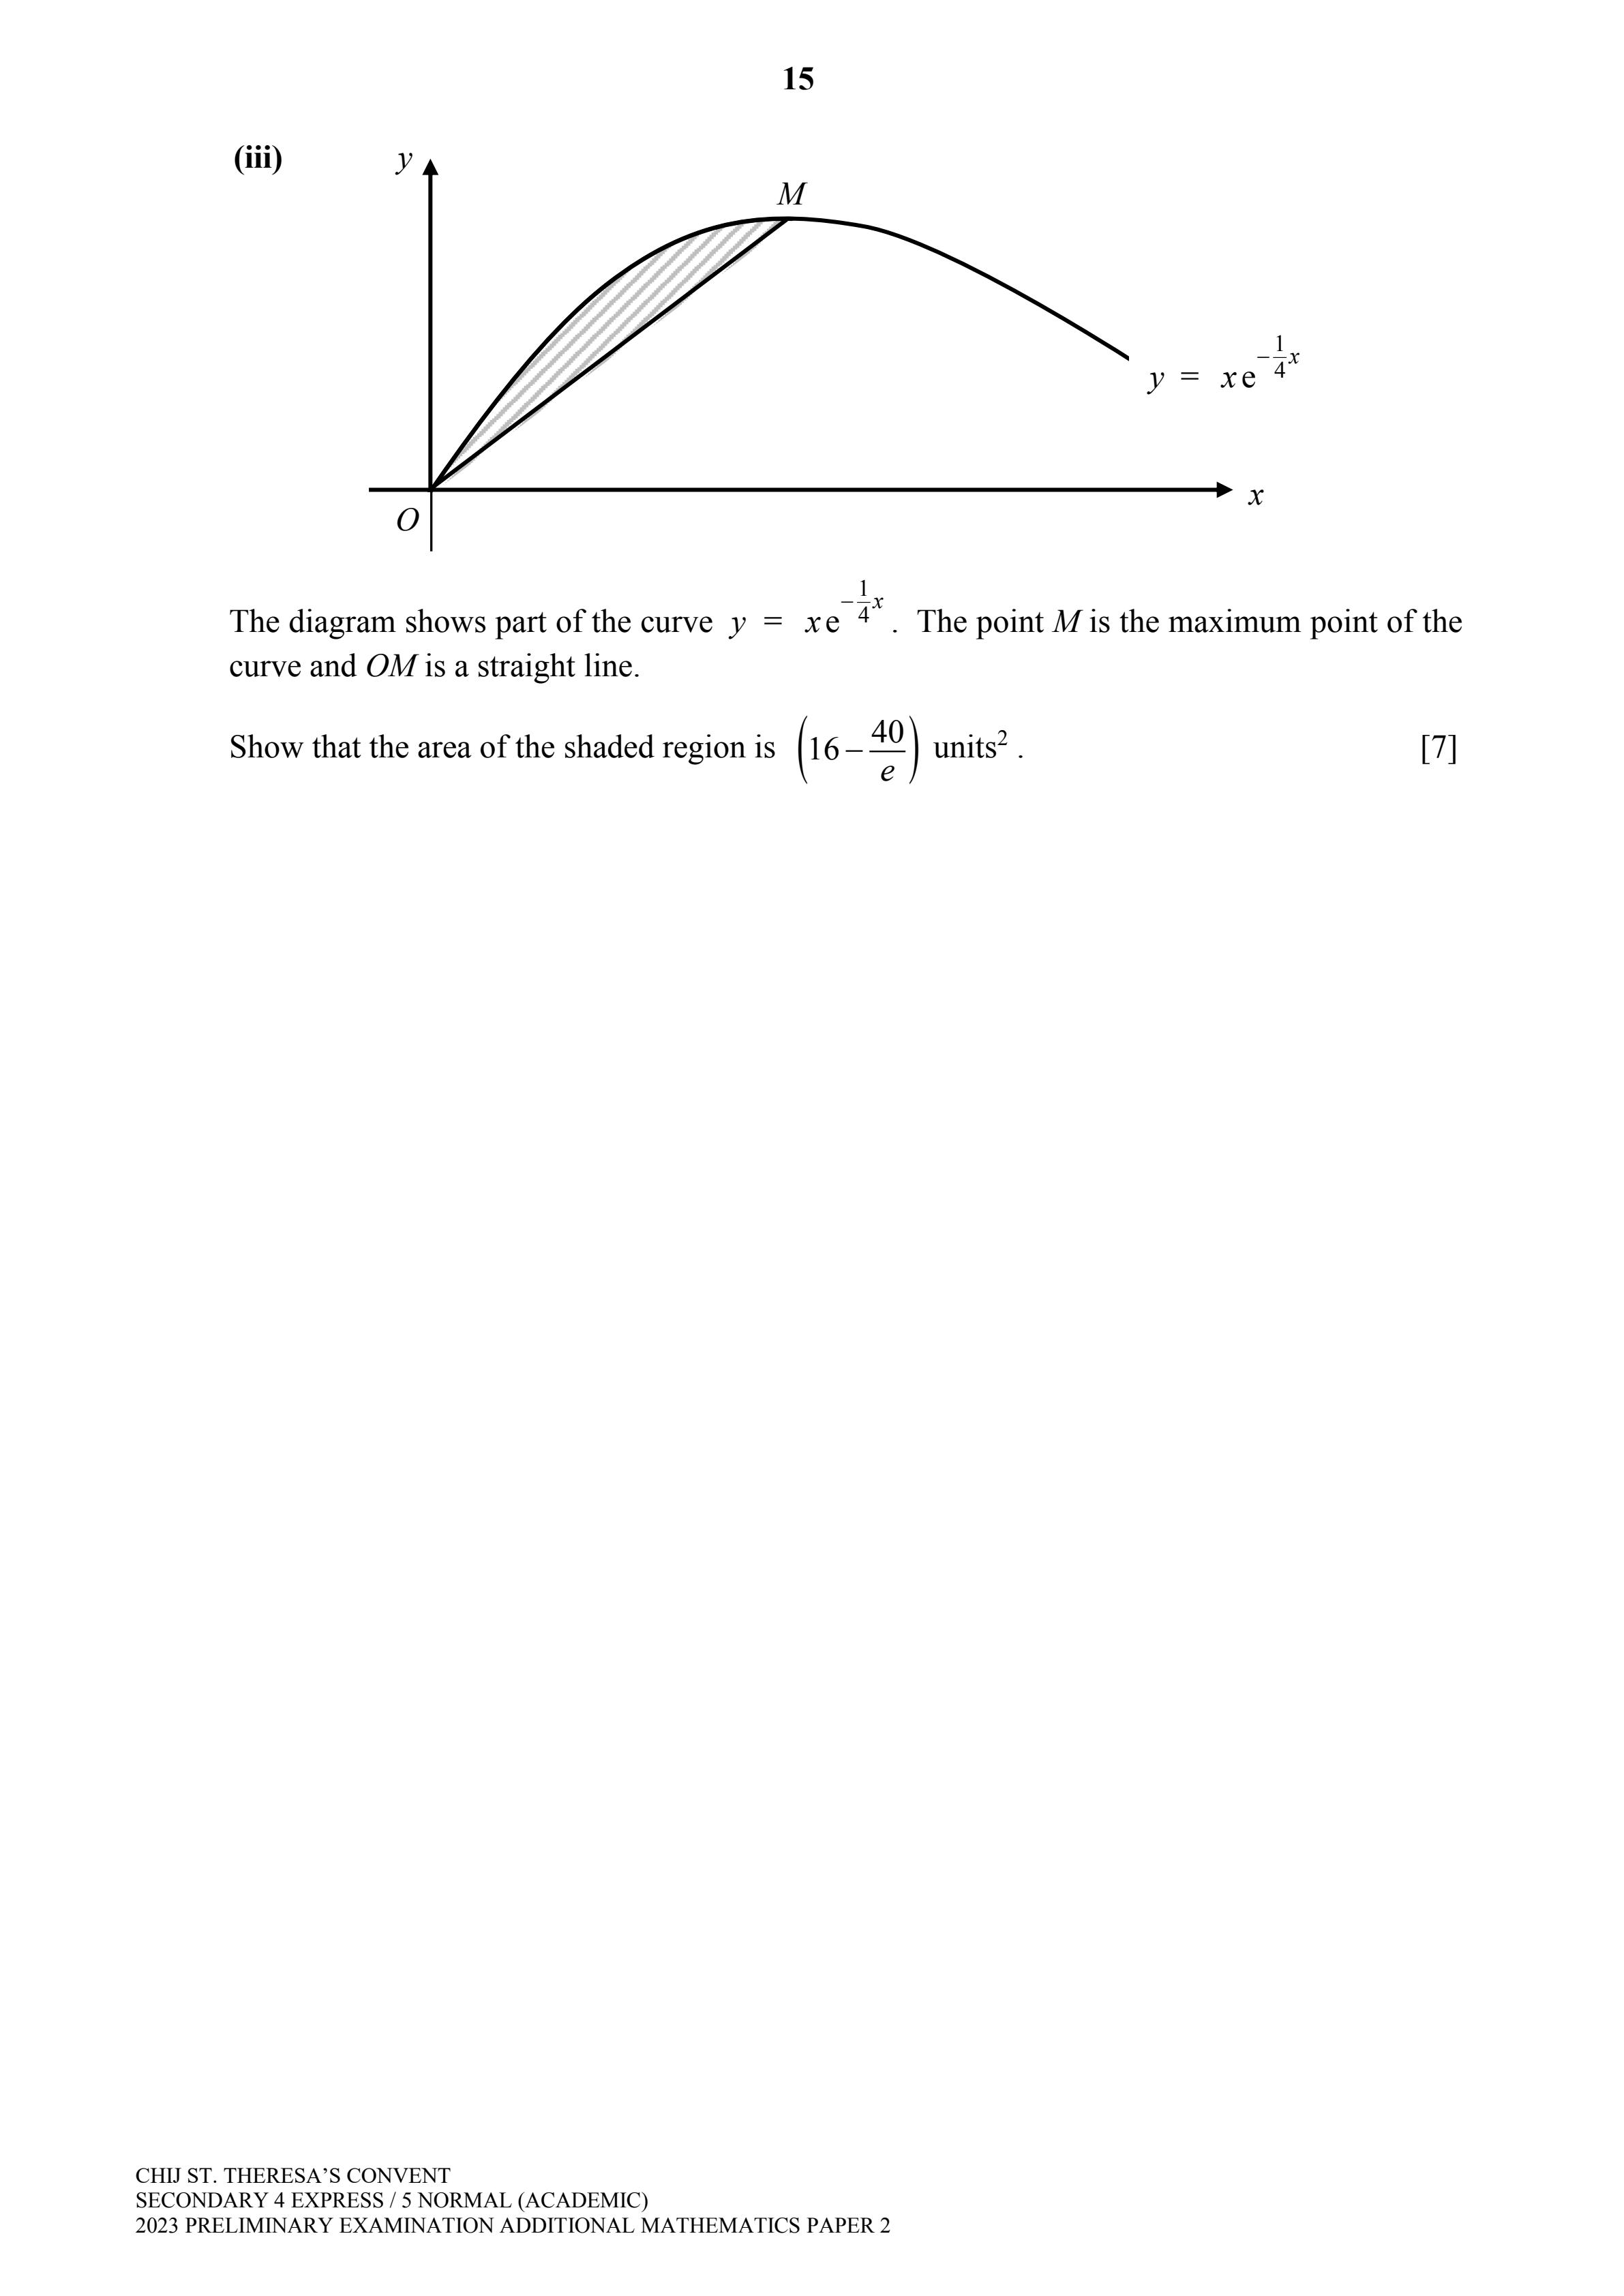 15
(iii)
y
M
y = xe^{-\frac{1}{4}x}
x
O
The diagram shows part of the curve y = xe^{-\frac{1}{4}x}. The point M is the maximum point of the
curve and OM is a straight line.
Show that the area of the shaded region is \left(16 - \frac{40}{e}\right) units². [7]
CHIJ ST. THERESA’S CONVENT
SECONDARY 4 EXPRESS / 5 NORMAL (ACADEMIC)
2023 PRELIMINARY EXAMINATION ADDITIONAL MATHEMATICS PAPER 2